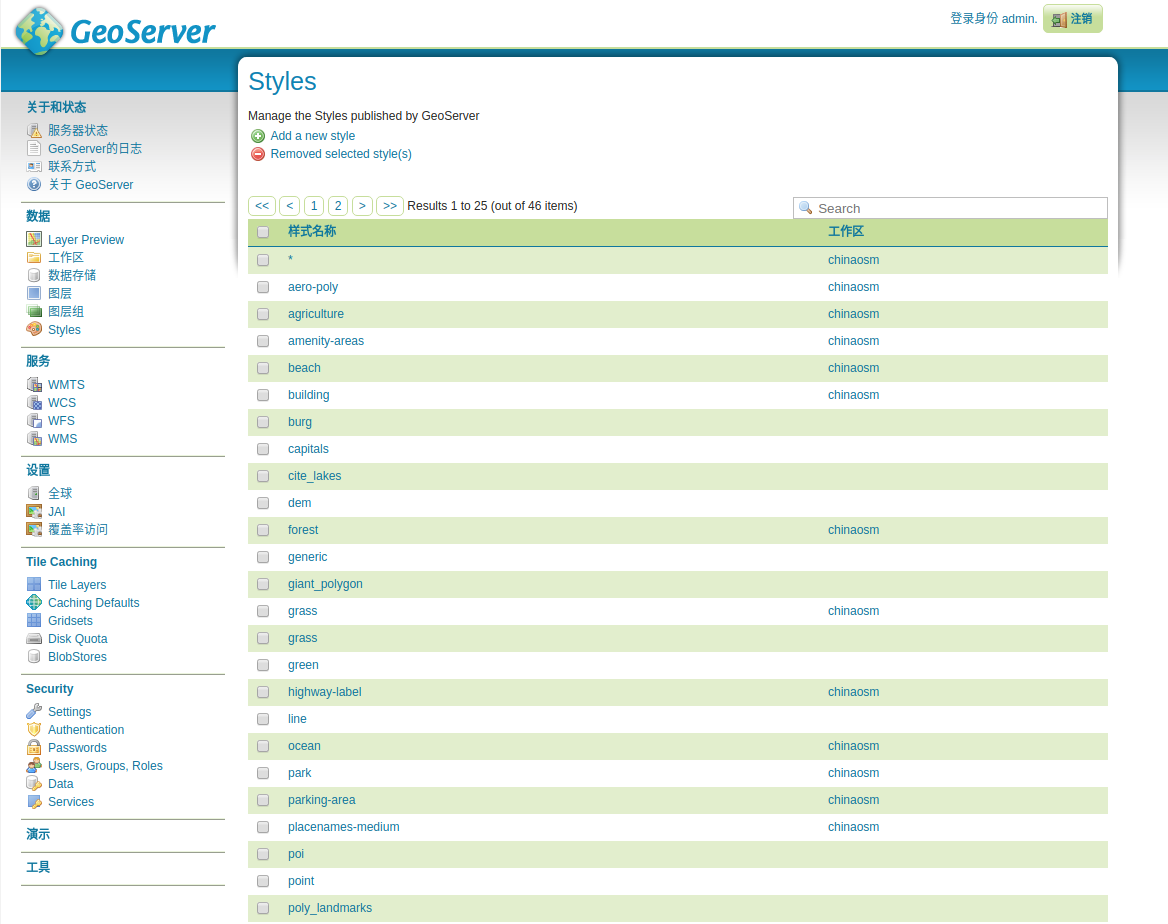 GeoServer
登录身份 admin.
注销
关于和状态
服务器状态
GeoServer的日志
联系方式
关于 GeoServer
数据
Layer Preview
工作区
数据存储
图层
图层组
Styles
服务
WMTS
WCS
WFS
WMS
设置
全球
JAI
覆盖率访问
Tile Caching
Tile Layers
Caching Defaults
Gridsets
Disk Quota
BlobStores
Security
Settings
Authentication
Passwords
Users, Groups, Roles
Data
Services
演示
工具
Styles
Manage the Styles published by GeoServer
Add a new style
Removed selected style(s)
<< < 1 2 > >> Results 1 to 25 (out of 46 items) Search
样式名称 工作区
* chinaosm
aero-poly chinaosm
agriculture chinaosm
amenity-areas chinaosm
beach chinaosm
building chinaosm
burg
capitals
cite_lakes
dem
forest chinaosm
generic
giant_polygon
grass chinaosm
grass
green
highway-label chinaosm
line
ocean chinaosm
park chinaosm
parking-area chinaosm
placenames-medium chinaosm
poi
point
poly_landmarks